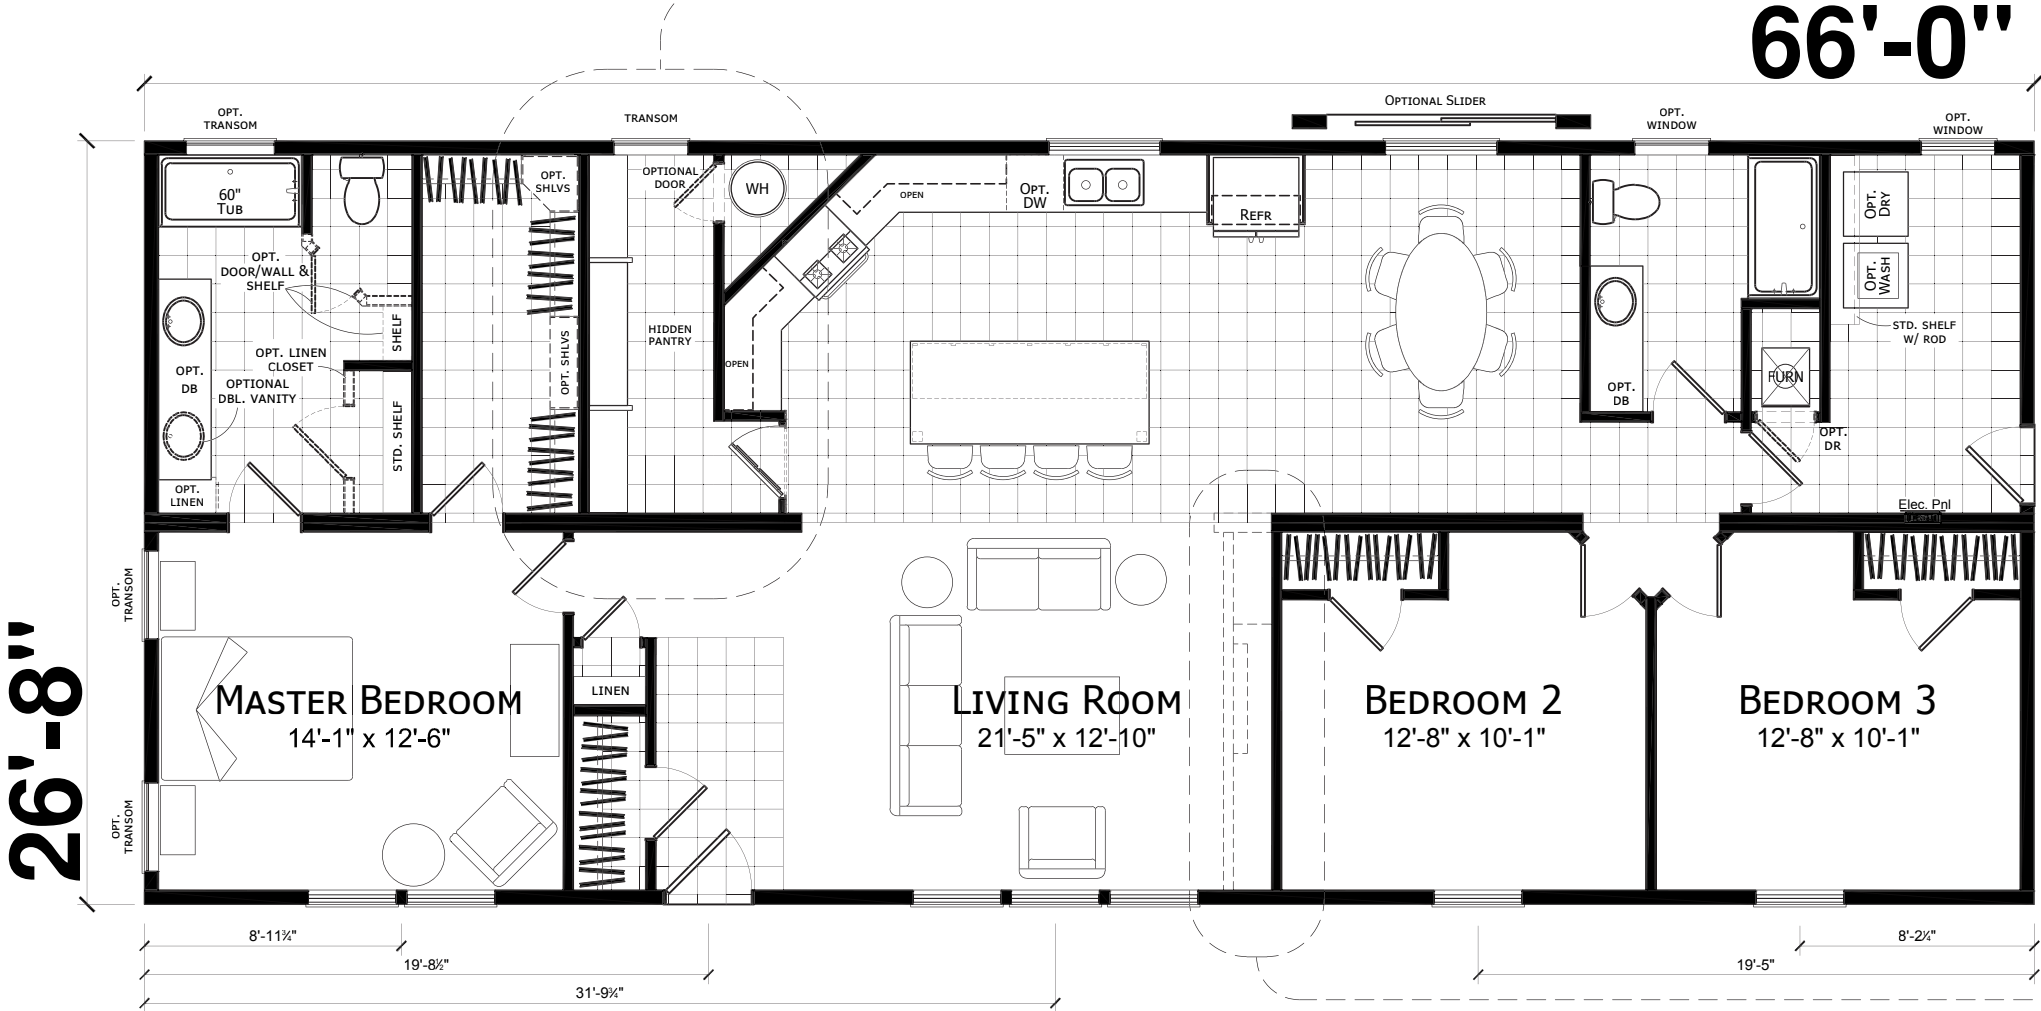 66'-0"
OPTIONAL SLIDER
OPT.
TRANSOM
TRANSOM
OPT.
WINDOW
OPT.
WINDOW
60"
TUB
OPT.
SHLVS
OPTIONAL
DOOR
WH
OPEN
OPT.
DW
REFR
OPT.
DRY
OPT.
WASH
OPT.
DOOR/WALL &
SHELF
SHELF
HIDDEN
PANTRY
STD. SHELF
W/ ROD
OPT. LINEN
CLOSET
OPT.
DB
OPTIONAL
DBL. VANITY
OPT. SHLVS
OPEN
FURN
OPT.
DB
STD. SHELF
OPT.
DR
OPT.
LINEN
Elec. Pnl
OPT.
TRANSOM
26'-8"
LINEN
MASTER BEDROOM
14'-1" x 12'-6"
LIVING ROOM
21'-5" x 12'-10"
BEDROOM 2
12'-8" x 10'-1"
BEDROOM 3
12'-8" x 10'-1"
OPT.
TRANSOM
8'-11¾"
8'-2¼"
19'-8½"
19'-5"
31'-9¾"